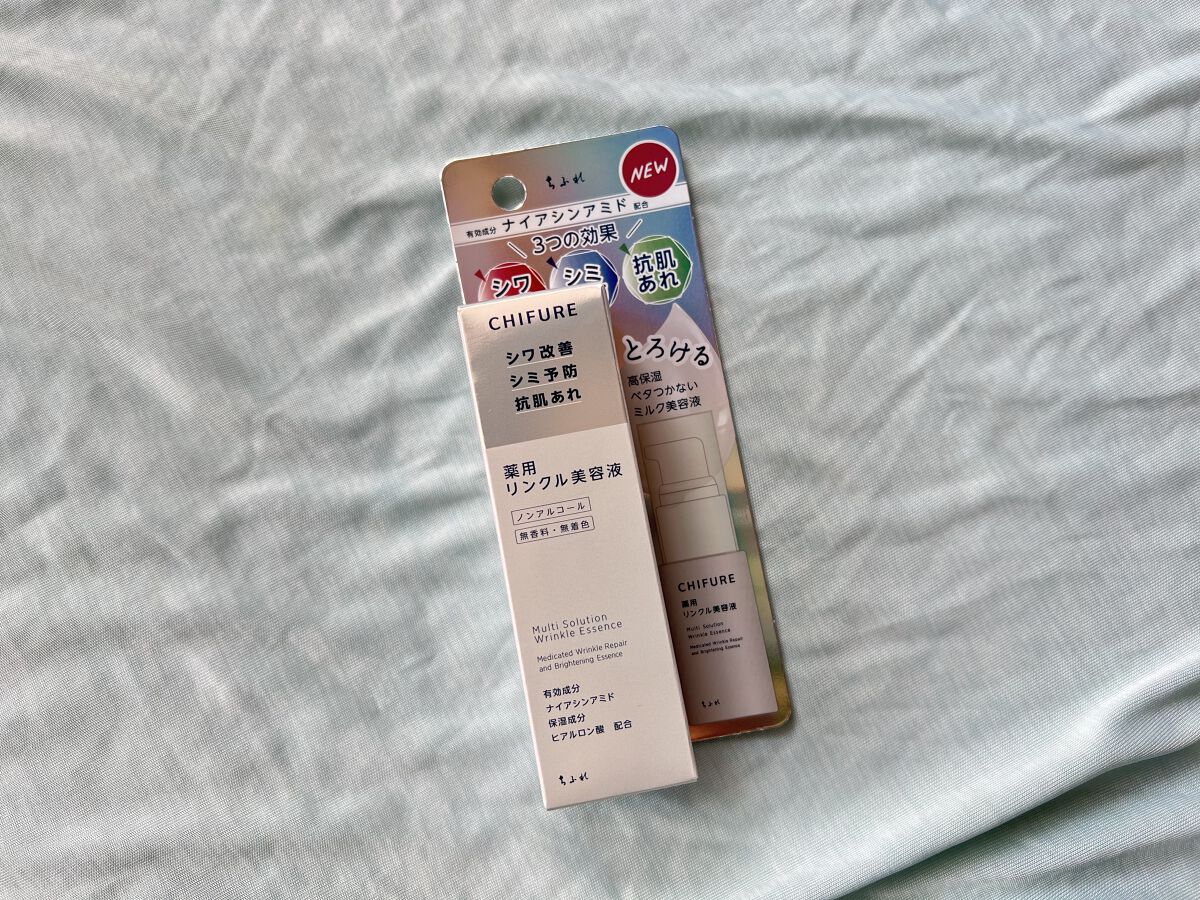 ちふれ
NEW
有効成分 ナイアシンアミド 配合
3つの効果
シワ
シミ
抗肌
あれ
とろける
高保湿
ベタつかない
ミルク美容液
CHIFURE
薬用
リンクル美容液
Multi Solution
Wrinkle Essence
Medicated Wrinkle Repair
and Brightening Essence
ちふれ
CHIFURE
シワ改善
シミ予防
抗肌あれ
薬用
リンクル美容液
ノンアルコール
無香料・無着色
Multi Solution
Wrinkle Essence
Medicated Wrinkle Repair
and Brightening Essence
有効成分
ナイアシンアミド
保湿成分
ヒアルロン酸 配合
ちふれ